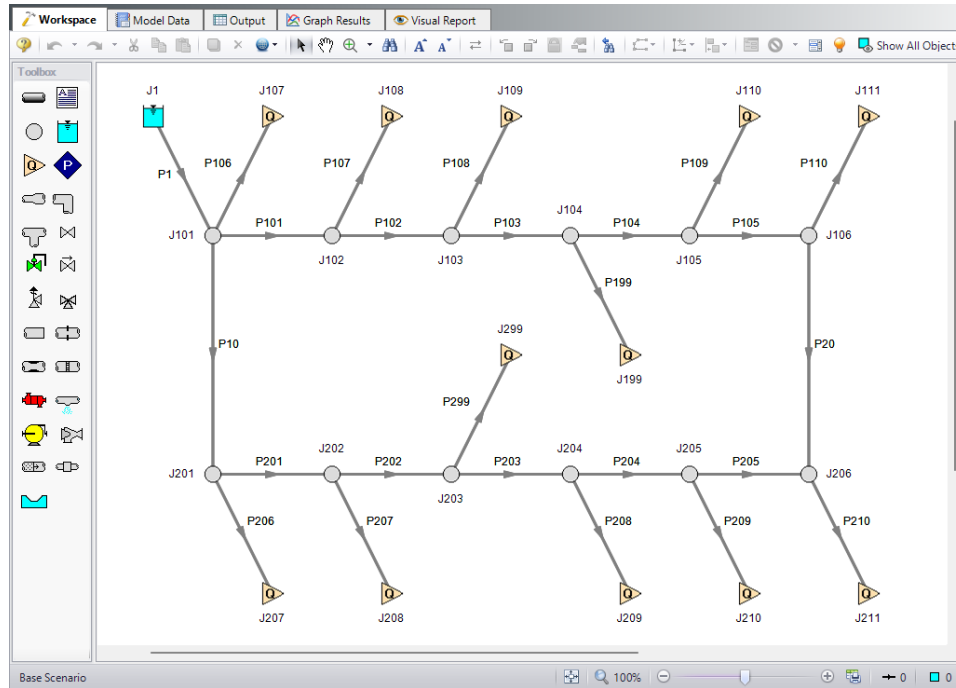 Workspace Model Data Output Graph Results Visual Report
A A Show All Object
Toolbox
J1 J107 J108 J109 J110 J111
A
Q Q Q Q Q
Q P
P106 P107 P108 P109 P110
P1
J104
J101 P101 P102 P103 P104 P105 J106
J102 J103 J105
P199
J299
P10 P20
Q Q
J199
P299
J202 J204 J205
J201 P201 P202 P203 P204 P205 J206
J203
P206 P207 P208 P209 P210
Q Q Q Q Q
J207 J208 J209 J210 J211
Base Scenario 100% 0 0